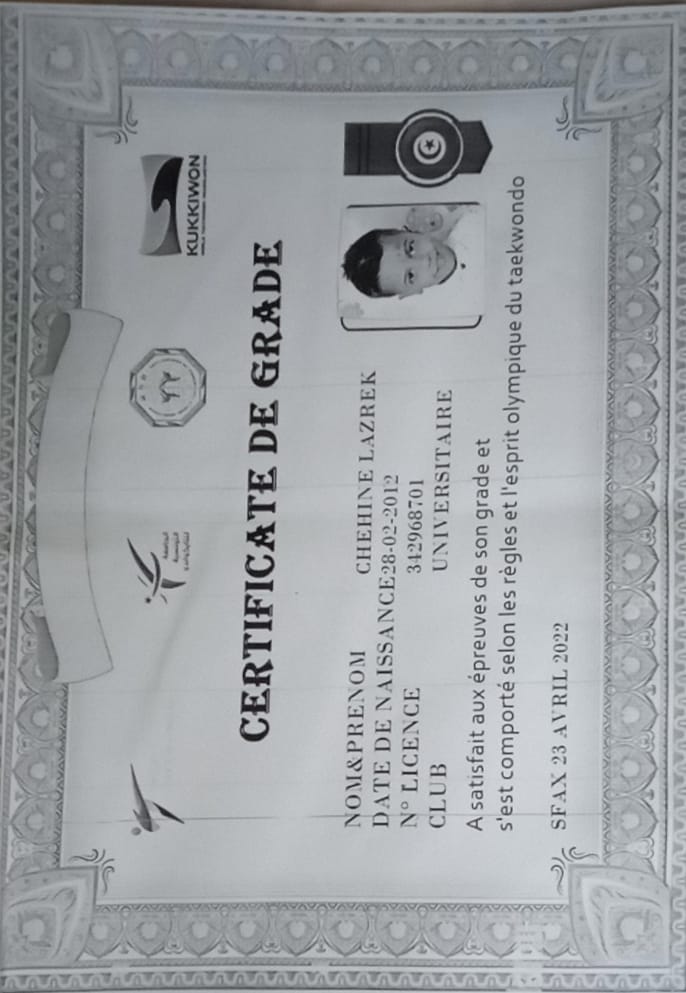 KUKKIWON
CERTIFICATE DE GRADE
NOM&PRENOM CHEHINE LAZREK
DATE DE NAISSANCE28-02-2012
N° LICENCE 342968701
CLUB UNIVERSITAIRE
A satisfait aux épreuves de son grade et
s'est comporté selon les règles et l'esprit olympique du taekwondo
SFAX 23 AVRIL 2022